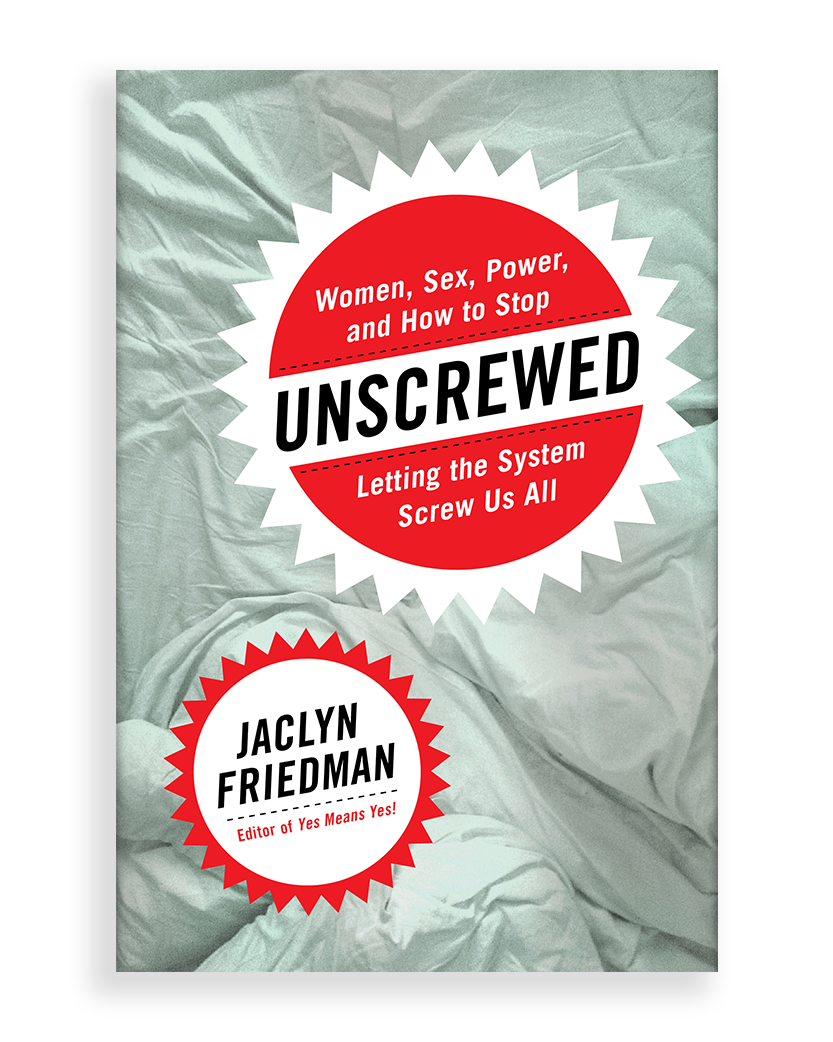 Women, Sex, Power,
and How to Stop
UNSCREWED
Letting the System
Screw Us All
JACLYN
FRIEDMAN
Editor of Yes Means Yes!